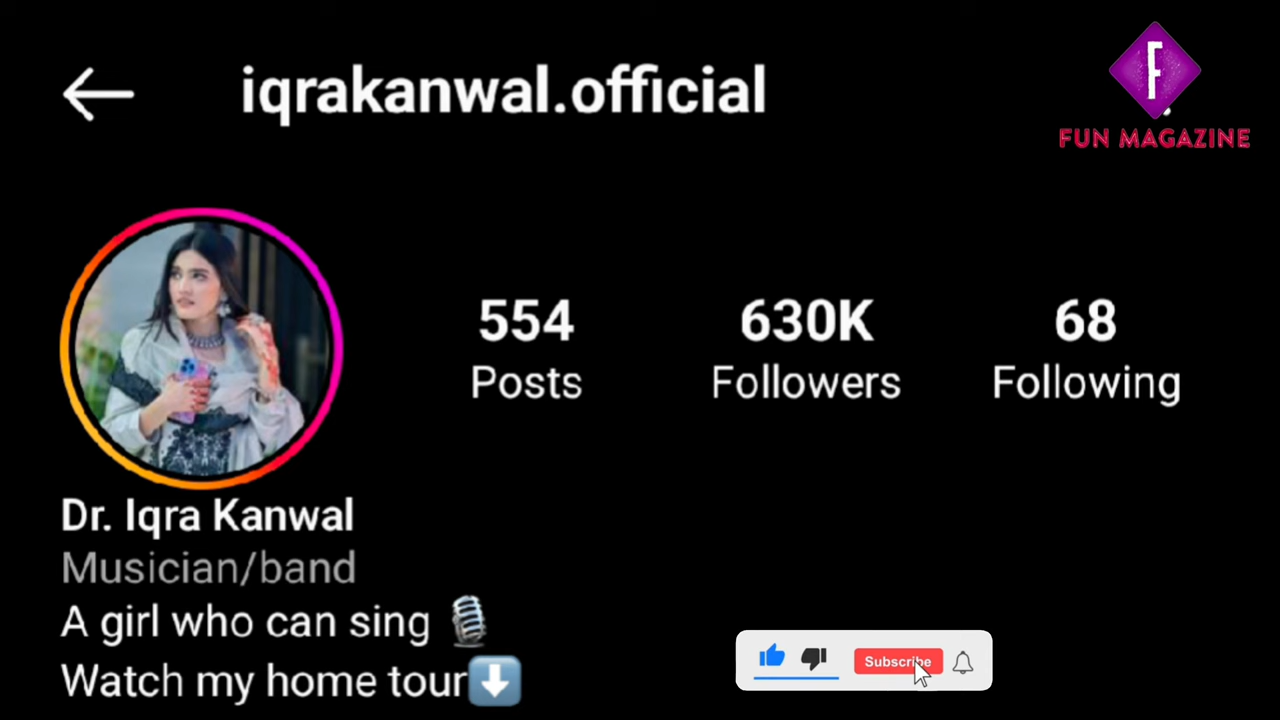 iqrakanwal.official
F
FUN MAGAZINE
554
Posts
630K
Followers
68
Following
Dr. Iqra Kanwal
Musician/band
A girl who can sing 🎙️
Watch my home tour⬇️
Subscribe